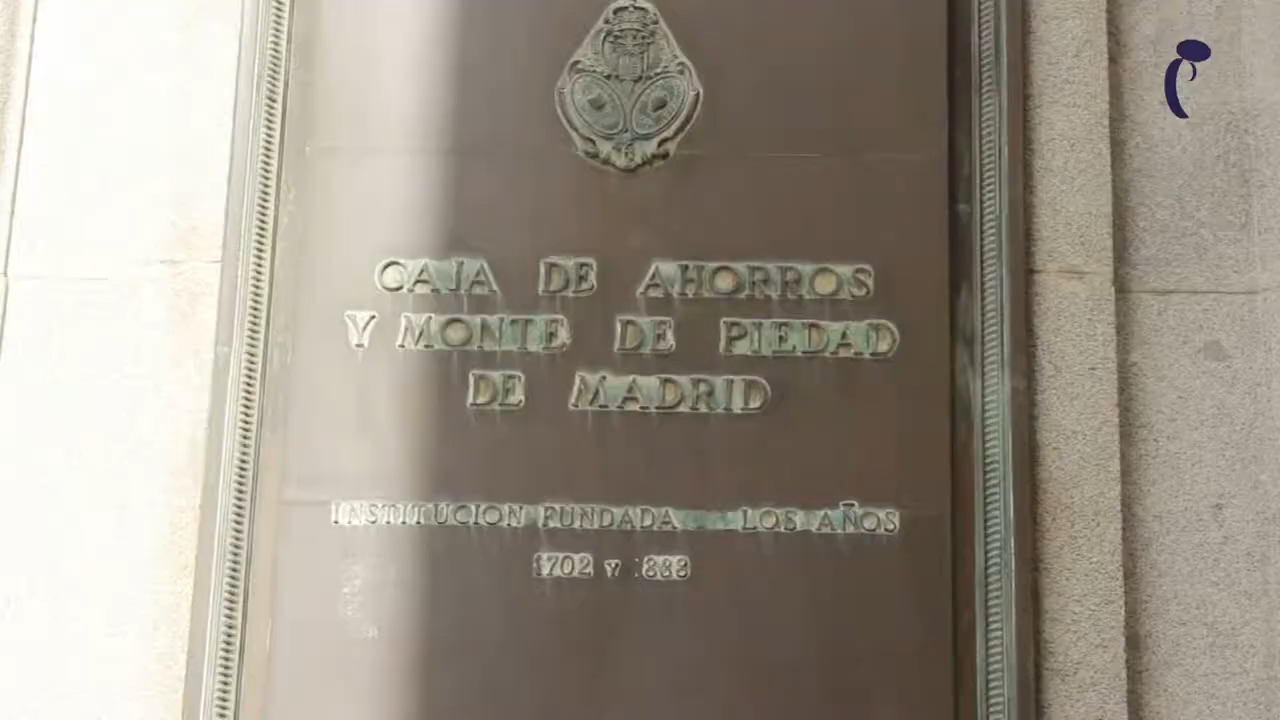 CAJA DE AHORROS
Y MONTE DE PIEDAD
DE MADRID
INSTITUCION FUNDADA LOS AÑOS
1702 y 1838